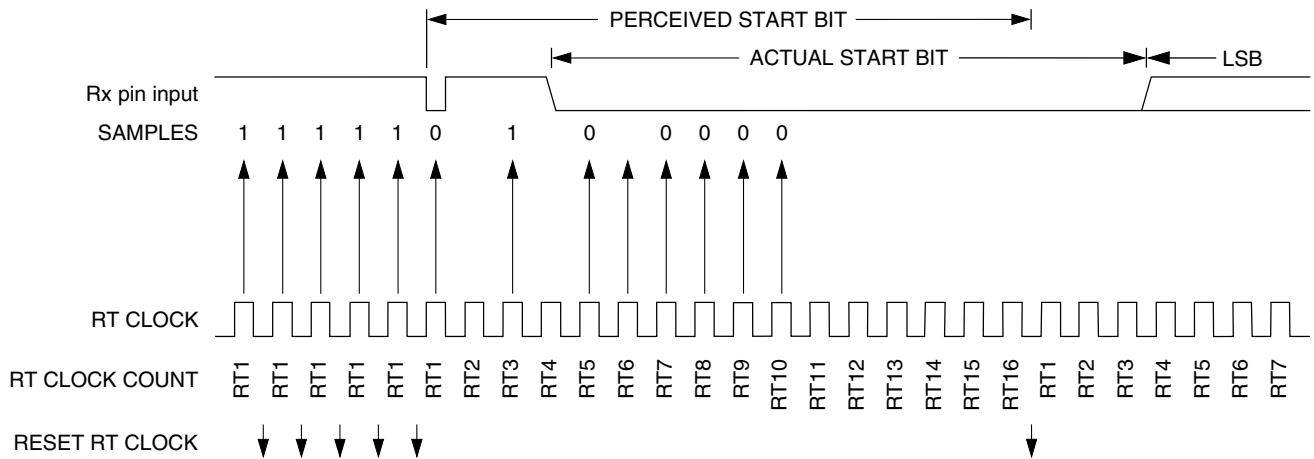 PERCEIVED START BIT
ACTUAL START BIT
LSB
Rx pin input
SAMPLES 1 1 1 1 1 0 1 0 0 0 0 0
RT CLOCK
RT CLOCK COUNT RT1 RT1 RT1 RT1 RT1 RT1 RT2 RT3 RT4 RT5 RT6 RT7 RT8 RT9 RT10 RT11 RT12 RT13 RT14 RT15 RT16 RT1 RT2 RT3 RT4 RT5 RT6 RT7
RESET RT CLOCK